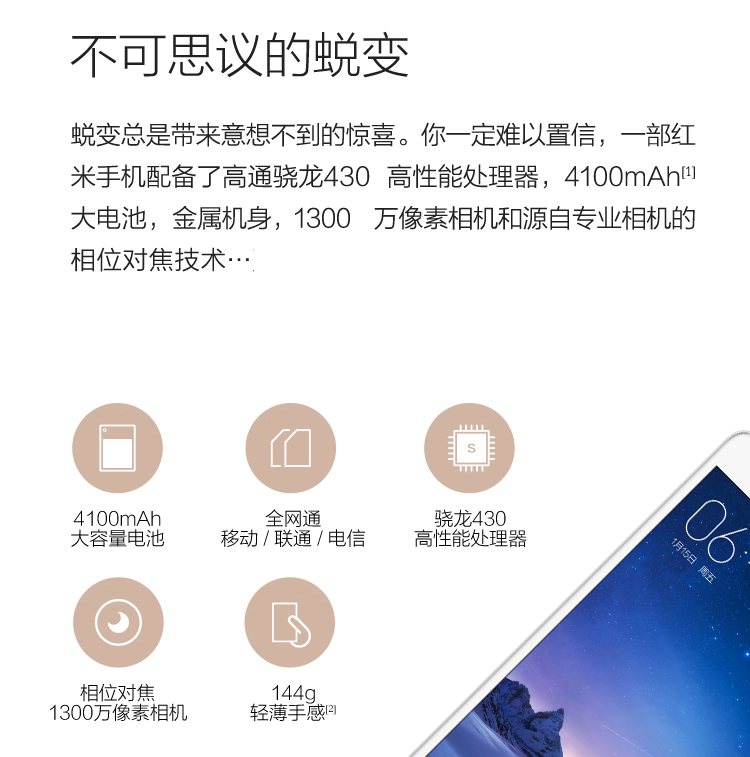 不可思议的蜕变
蜕变总是带来意想不到的惊喜。你一定难以置信，一部红
米手机配备了高通骁龙430 高性能处理器，4100mAh[1]
大电池，金属机身，1300 万像素相机和源自专业相机的
相位对焦技术…
4100mAh
大容量电池
全网通
移动 / 联通 / 电信
S
骁龙430
高性能处理器
相位对焦
1300万像素相机
144g
轻薄手感[2]
06:
1月15日 周五